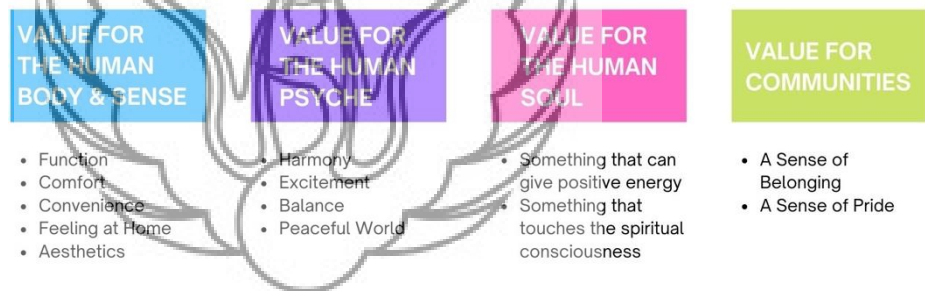 VALUE FOR
THE HUMAN
BODY & SENSE
• Function
• Comfort
• Convenience
• Feeling at Home
• Aesthetics
VALUE FOR
THE HUMAN
PSYCHE
• Harmony
• Excitement
• Balance
• Peaceful World
VALUE FOR
THE HUMAN
SOUL
• Something that can
give positive energy
• Something that
touches the spiritual
consciousness
VALUE FOR
COMMUNITIES
• A Sense of
Belonging
• A Sense of Pride